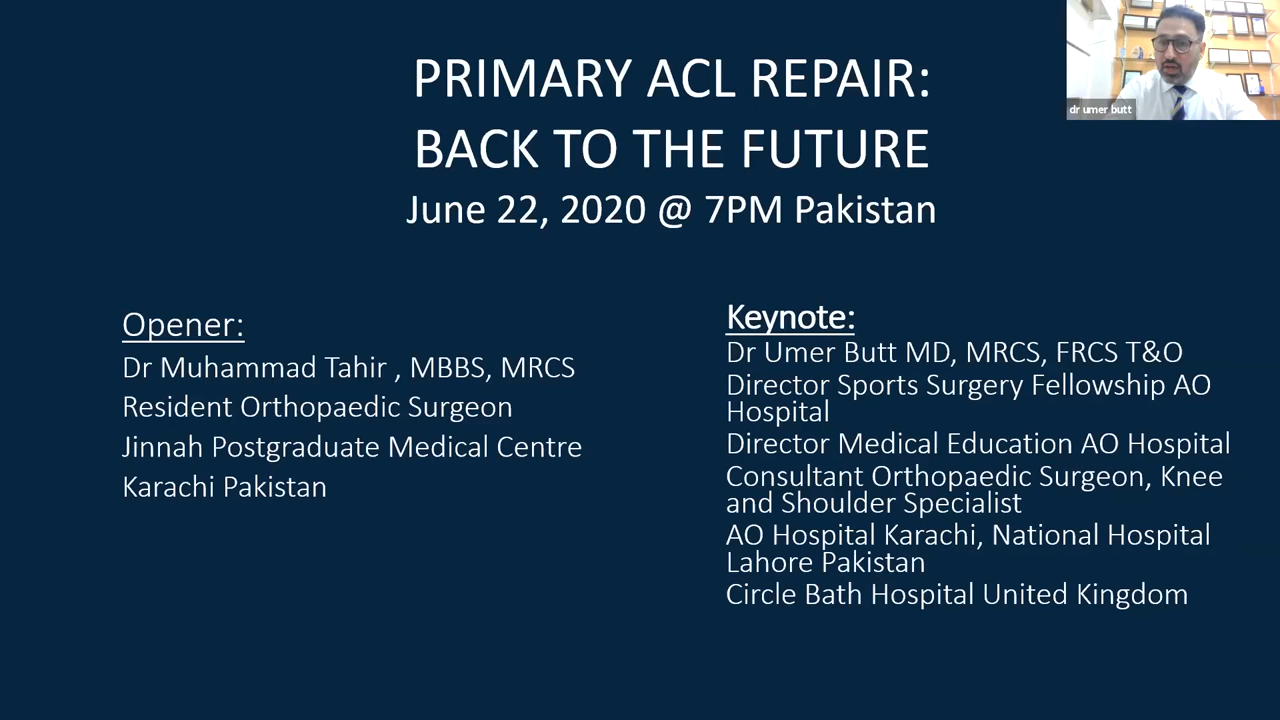 PRIMARY ACL REPAIR:
BACK TO THE FUTURE
June 22, 2020 @ 7PM Pakistan
dr umer butt
Opener:
Dr Muhammad Tahir , MBBS, MRCS
Resident Orthopaedic Surgeon
Jinnah Postgraduate Medical Centre
Karachi Pakistan
Keynote:
Dr Umer Butt MD, MRCS, FRCS T&O
Director Sports Surgery Fellowship AO
Hospital
Director Medical Education AO Hospital
Consultant Orthopaedic Surgeon, Knee
and Shoulder Specialist
AO Hospital Karachi, National Hospital
Lahore Pakistan
Circle Bath Hospital United Kingdom